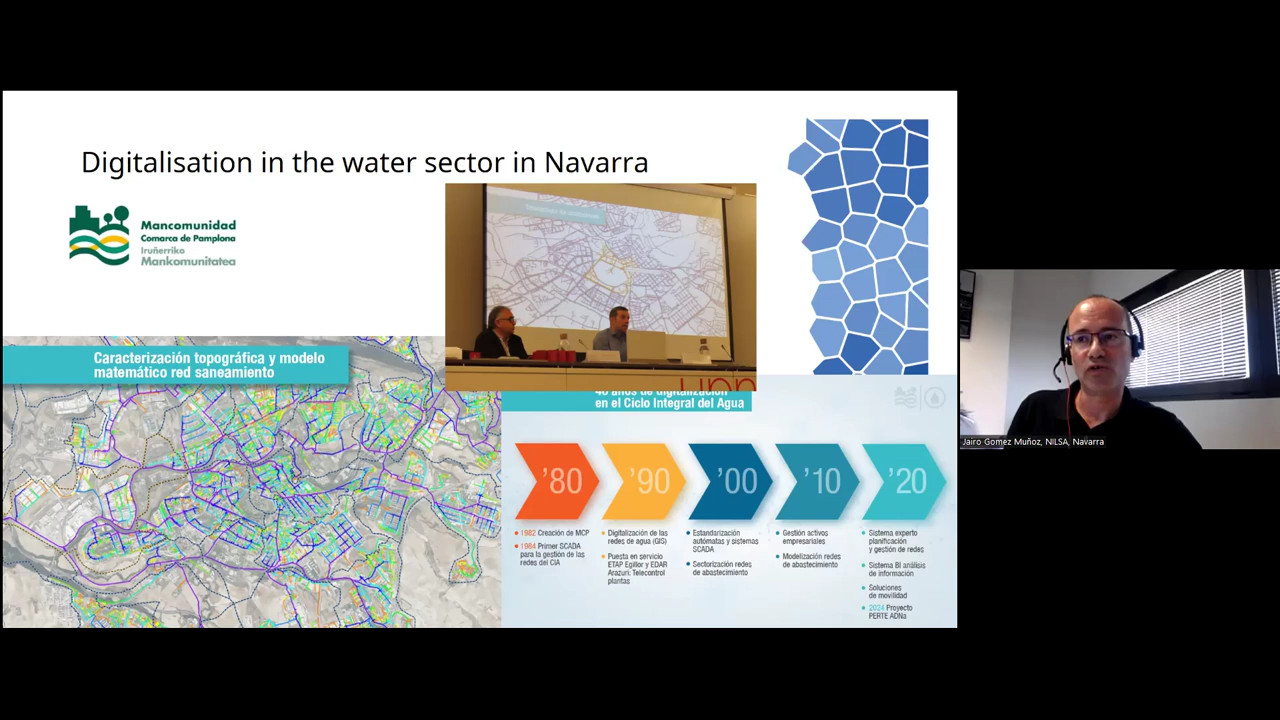 Digitalisation in the water sector in Navarra
Mancomunidad
Comarca de Pamplona
Iruñerriko
Mankomunitatea
Caracterización topográfica y modelo
matemático red saneamiento
upn
40 años de digitalización
en el Ciclo Integral del Agua
'80
'90
'00
'10
'20
• 1982 Creación de MCP
• 1984 Primer SCADA
para la gestión de las
redes del CIA
• Digitalización de las
redes de agua (GIS)
• Puesta en servicio
ETAP Egillor y EDAR
Arazuri: Telecontrol
plantas
• Estandarización
autómatas y sistemas
SCADA
• Sectorización redes
de abastecimiento
• Gestión activos
empresariales
• Modelización redes
de abastecimiento
• Sistema experto
planificación
y gestión de redes
• Sistema BI análisis
de información
• Soluciones
de movilidad
• 2024 Proyecto
PERTE ADNa
Jairo Gomez Muñoz, NILSA, Navarra